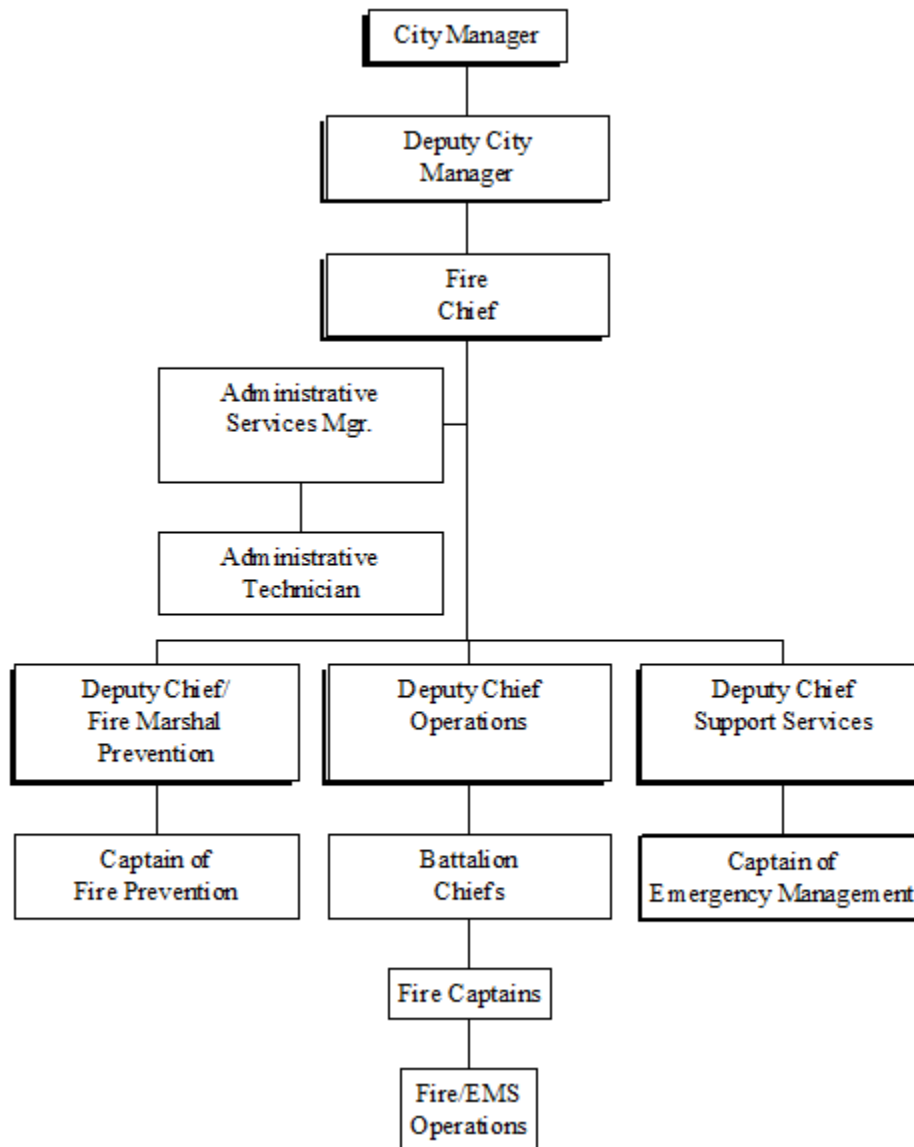 City Manager
Deputy City
Manager
Fire
Chief
Administrative
Services Mgr.
Administrative
Technician
Deputy Chief/
Fire Marshal
Prevention
Deputy Chief
Operations
Deputy Chief
Support Services
Captain of
Fire Prevention
Battalion
Chiefs
Captain of
Emergency Management
Fire Captains
Fire/EMS
Operations